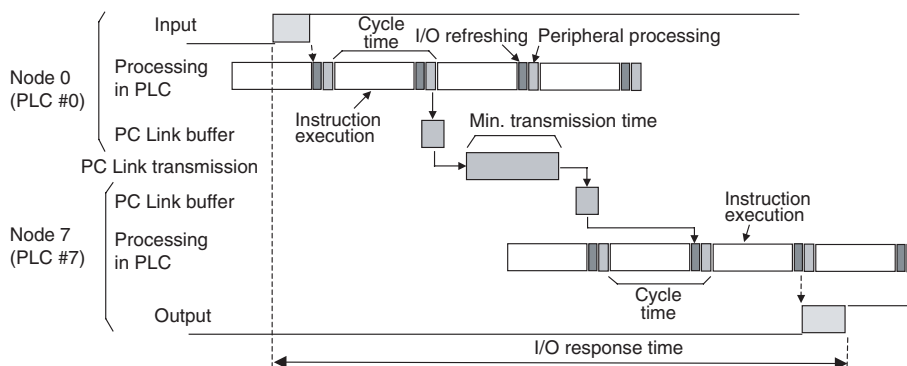 Input
Cycle
time
I/O refreshing
Peripheral processing
Node 0
(PLC #0)
Processing
in PLC
Instruction
execution
Min. transmission time
PC Link buffer
PC Link transmission
PC Link buffer
Instruction
execution
Node 7
(PLC #7)
Processing
in PLC
Cycle
time
Output
I/O response time